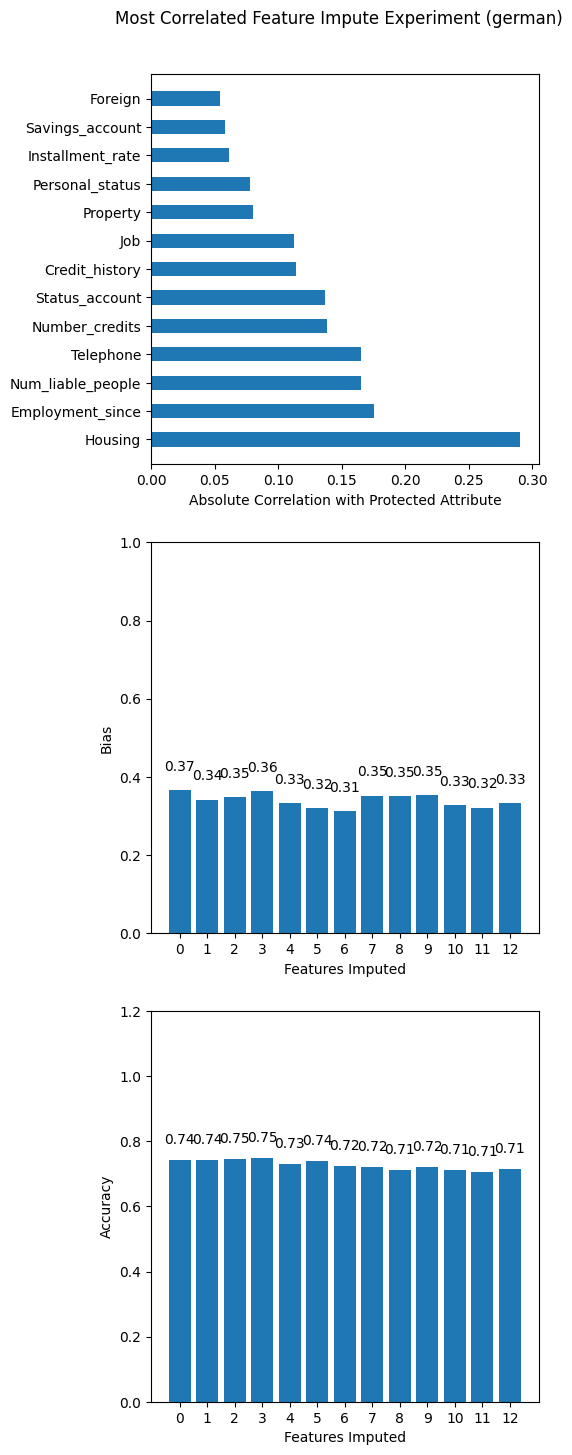 Most Correlated Feature Impute Experiment (german)
Foreign
Savings_account
Installment_rate
Personal_status
Property
Job
Credit_history
Status_account
Number_credits
Telephone
Num_liable_people
Employment_since
Housing
0.00 0.05 0.10 0.15 0.20 0.25 0.30
Absolute Correlation with Protected Attribute
1.0
0.8
0.6
0.4
0.2
0.0
Bias
0.37 0.34 0.35 0.36 0.33 0.32 0.31 0.35 0.35 0.35 0.33 0.32 0.33
0 1 2 3 4 5 6 7 8 9 10 11 12
Features Imputed
1.2
1.0
0.8
0.6
0.4
0.2
0.0
Accuracy
0.74 0.74 0.75 0.75 0.73 0.74 0.72 0.72 0.71 0.72 0.71 0.71 0.71
0 1 2 3 4 5 6 7 8 9 10 11 12
Features Imputed